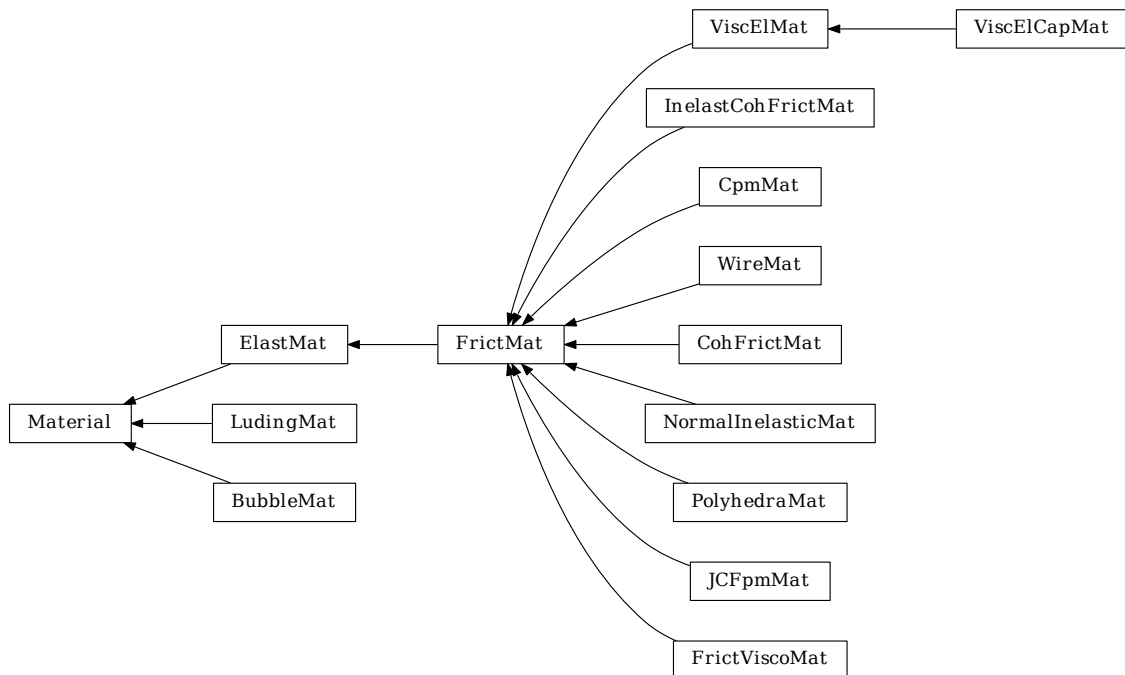 ViscElMat
ViscElCapMat
InelastCohFrictMat
CpmMat
WireMat
ElastMat
FrictMat
CohFrictMat
Material
LudingMat
NormalInelasticMat
BubbleMat
PolyhedraMat
JCFpmMat
FrictViscoMat